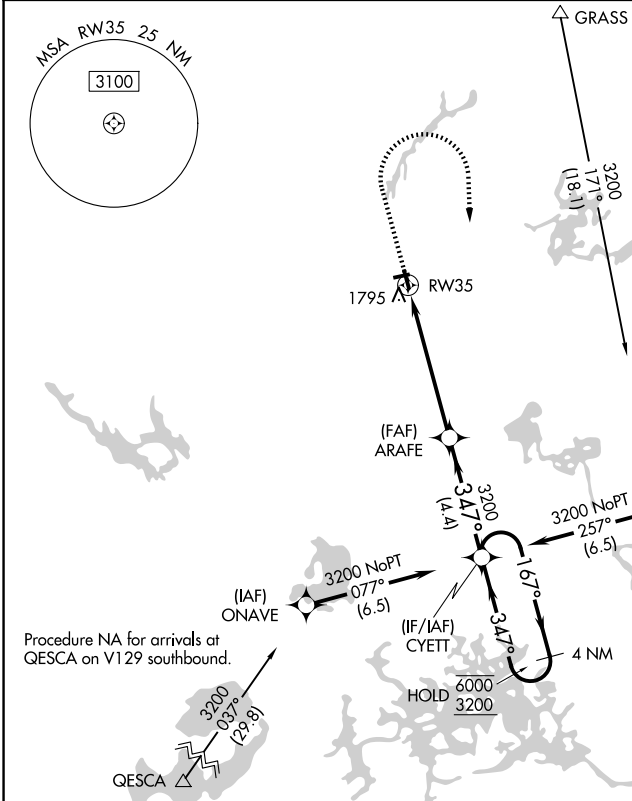 MSA RW35 25 NM
3100
GRASS
3200
171°
(18.1)
1795
RW35
(FAF)
ARAFE
3200
347°
(4.4)
3200 NoPT
257°
(6.5)
3200 NoPT
077°
(6.5)
(IAF)
ONAVE
(IF/IAF)
CYETT
167°
347°
4 NM
HOLD
6000
3200
Procedure NA for arrivals at
QESCA on V129 southbound.
3200
037°
(29.8)
QESCA